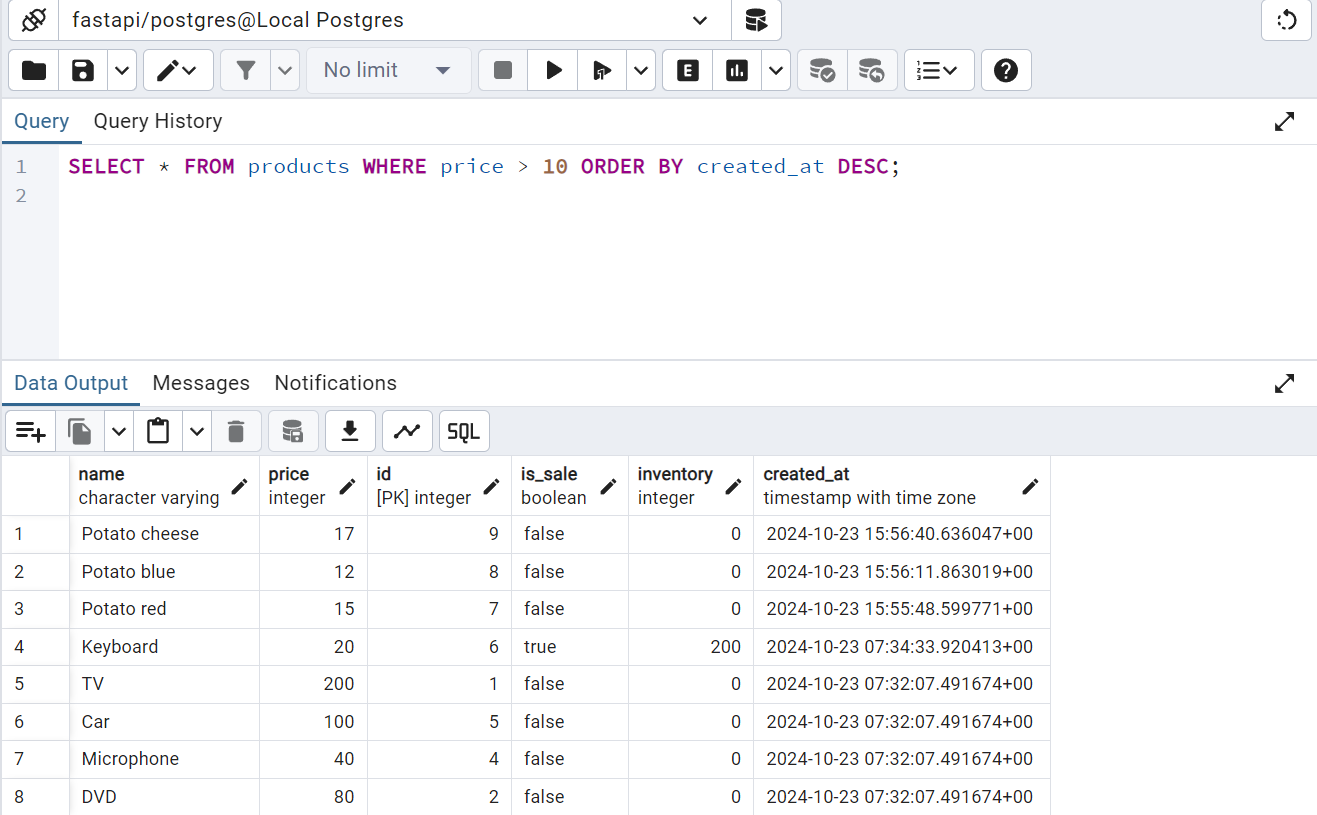 fastapi/postgres@Local Postgres
No limit E 1 2 3
Query Query History
1 SELECT * FROM products WHERE price > 10 ORDER BY created_at DESC;
2
Data Output Messages Notifications
SQL
name price id is_sale inventory created_at
character varying integer [PK] integer boolean integer timestamp with time zone
1 Potato cheese 17 9 false 0 2024-10-23 15:56:40.636047+00
2 Potato blue 12 8 false 0 2024-10-23 15:56:11.863019+00
3 Potato red 15 7 false 0 2024-10-23 15:55:48.599771+00
4 Keyboard 20 6 true 200 2024-10-23 07:34:33.920413+00
5 TV 200 1 false 0 2024-10-23 07:32:07.491674+00
6 Car 100 5 false 0 2024-10-23 07:32:07.491674+00
7 Microphone 40 4 false 0 2024-10-23 07:32:07.491674+00
8 DVD 80 2 false 0 2024-10-23 07:32:07.491674+00